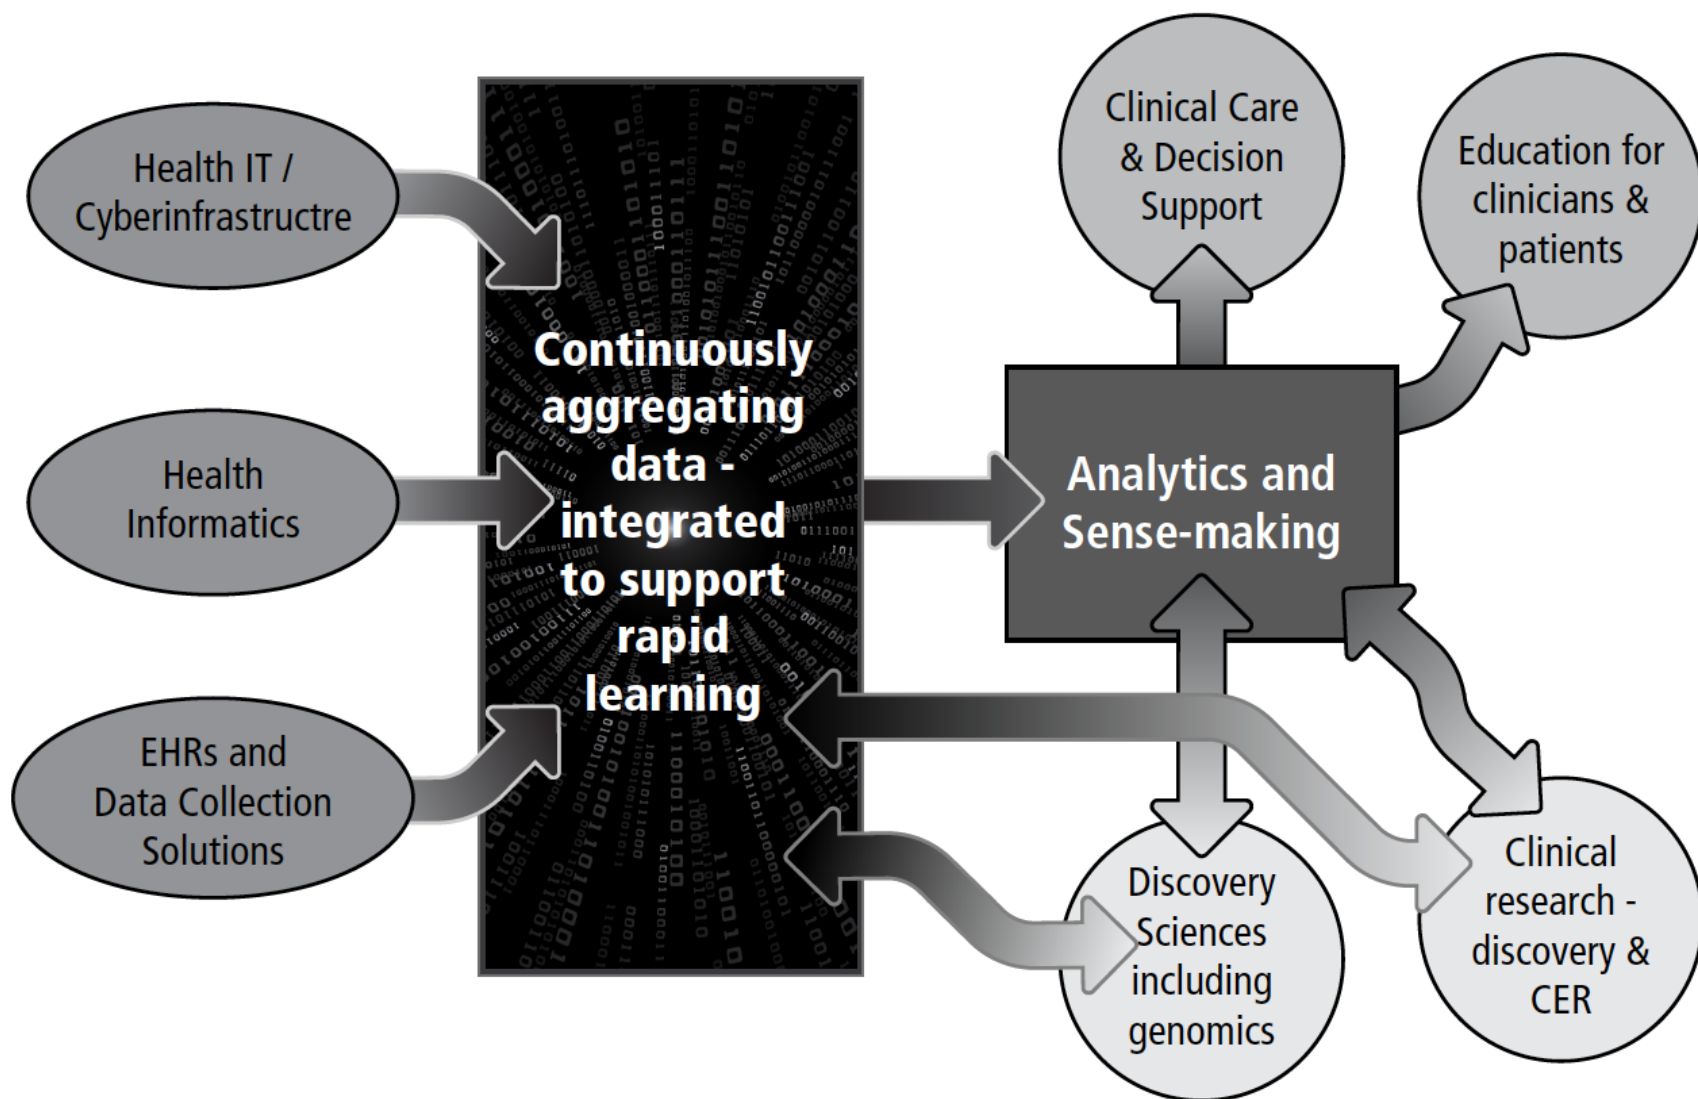 Health IT /
Cyberinfrastructre
Health
Informatics
EHRs and
Data Collection
Solutions
Continuously
aggregating
data -
integrated
to support
rapid
learning
Analytics and
Sense-making
Clinical Care
& Decision
Support
Education for
clinicians &
patients
Discovery
Sciences
including
genomics
Clinical
research -
discovery &
CER